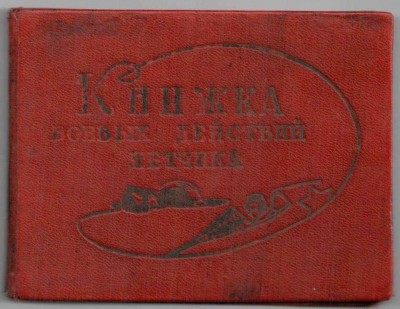 Книжка
боевых действий
летчика